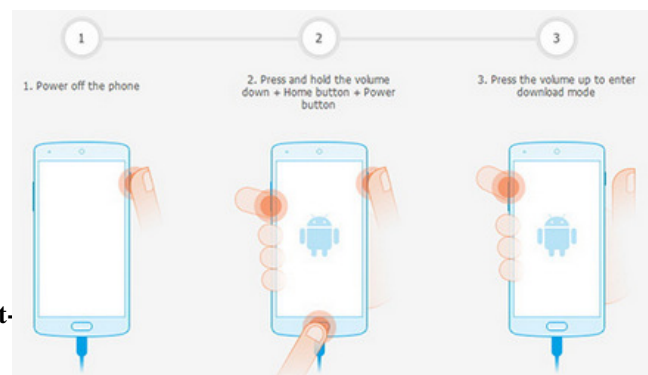 1
2
3
1. Power off the phone
2. Press and hold the volume
down + Home button + Power
button
3. Press the volume up to enter
download mode
t-